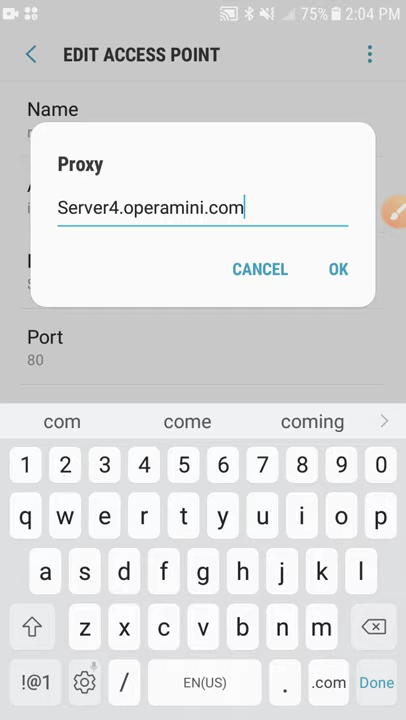 75% 2:04 PM
EDIT ACCESS POINT
Name
Proxy
Server4.operamini.com
CANCEL OK
Port
80
com come coming
1 2 3 4 5 6 7 8 9 0
q w e r t y u i o p
a s d f g h j k l
z x c v b n m
!@1 / EN(US) . .com Done